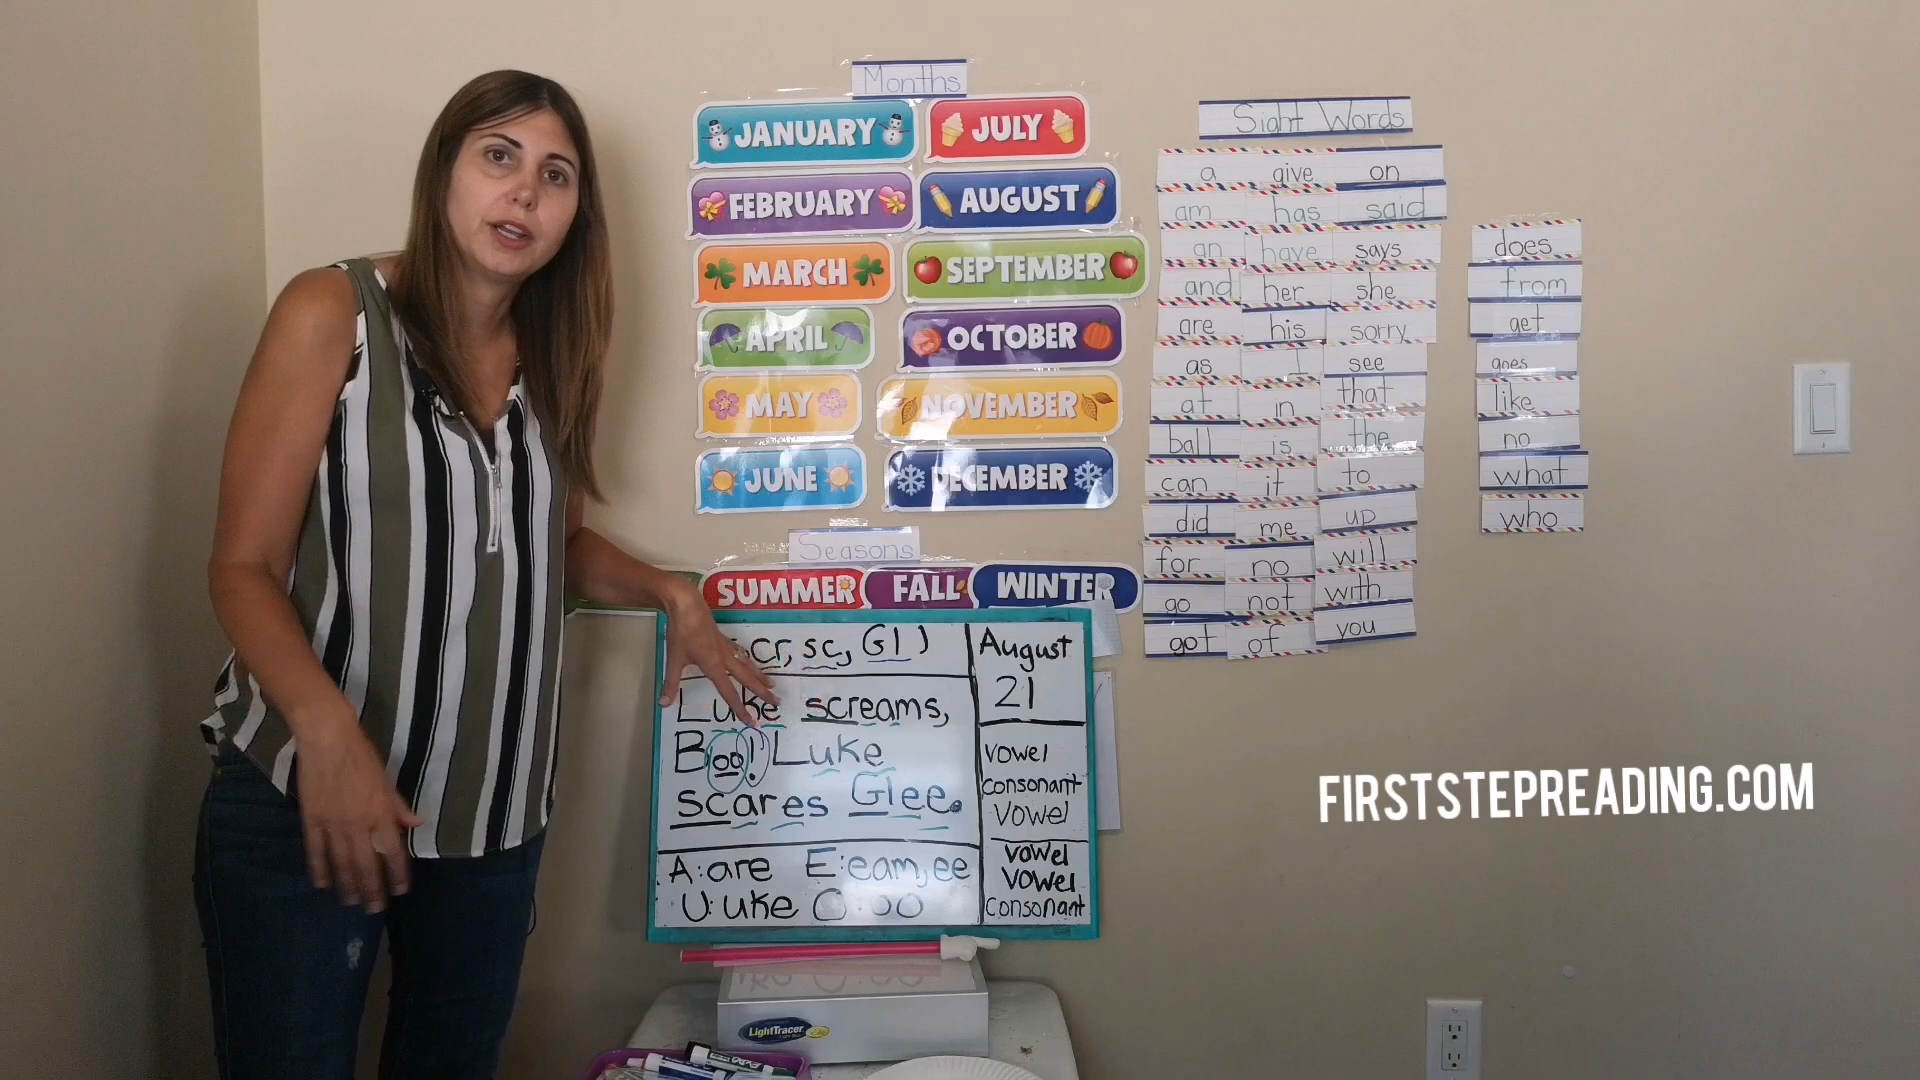 Months
JANUARY
FEBRUARY
MARCH
APRIL
MAY
JUNE
JULY
AUGUST
SEPTEMBER
OCTOBER
NOVEMBER
DECEMBER
Seasons
SUMMER
FALL
WINTER
cr, sc, Gl)
Luke screams,
Boo! Luke
scares Glee.
A: are E: eam, ee
U: uke O: oo
August
21
vowel
consonant
vowel
vowel
vowel
consonant
LightTracer
Sight Words
a
am
an
and
are
as
at
ball
can
did
for
go
got
give
has
have
her
his
I
in
is
it
me
no
not
of
on
said
says
she
sorry
see
that
the
to
up
will
with
you
does
from
get
goes
like
no
what
who
FIRSTSTEPREADING.COM